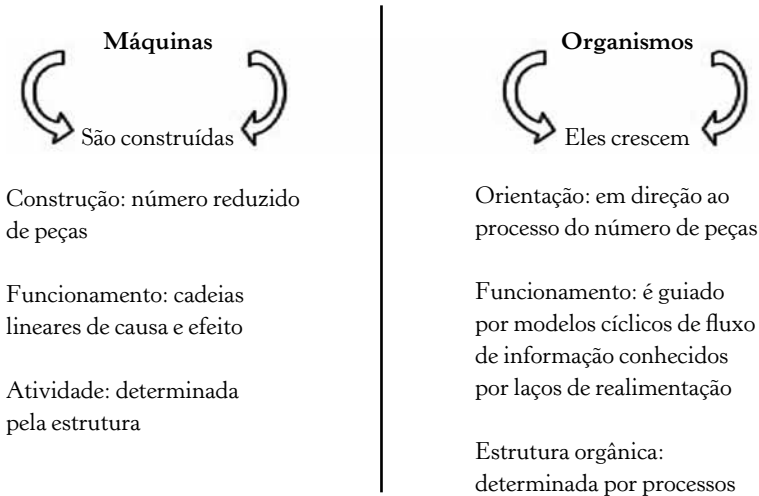 Máquinas
São construídas
Construção: número reduzido
de peças
Funcionamento: cadeias
lineares de causa e efeito
Atividade: determinada
pela estrutura
Organismos
Eles crescem
Orientação: em direção ao
processo do número de peças
Funcionamento: é guiado
por modelos cíclicos de fluxo
de informação conhecidos
por laços de realimentação
Estrutura orgânica:
determinada por processos